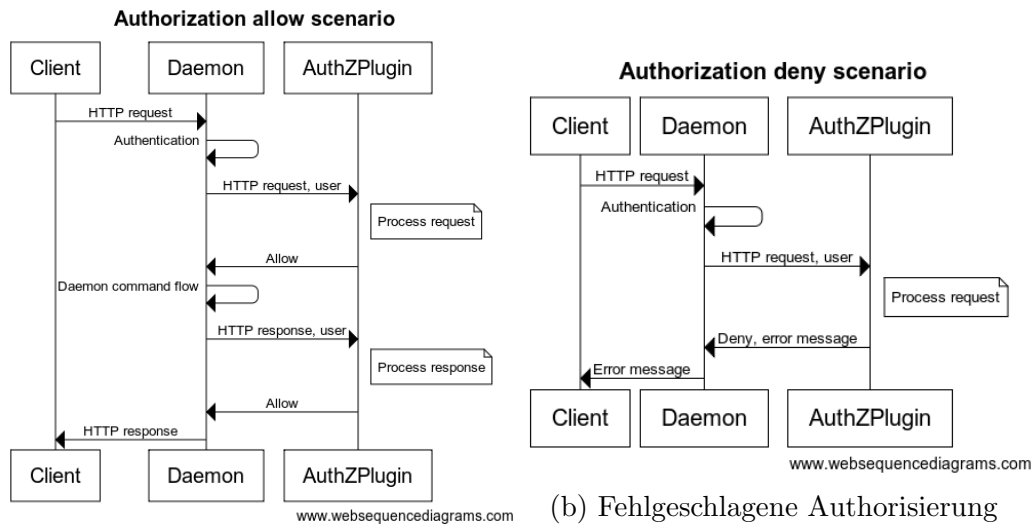 Authorization allow scenario
Client
Daemon
AuthZPlugin
HTTP request
Authentication
HTTP request, user
Process request
Allow
Daemon command flow
HTTP response, user
Process response
Allow
HTTP response
Client
Daemon
AuthZPlugin
www.websequencediagrams.com
Authorization deny scenario
Client
Daemon
AuthZPlugin
HTTP request
Authentication
HTTP request, user
Process request
Deny, error message
Error message
Client
Daemon
AuthZPlugin
www.websequencediagrams.com
(b) Fehlgeschlagene Authorisierung